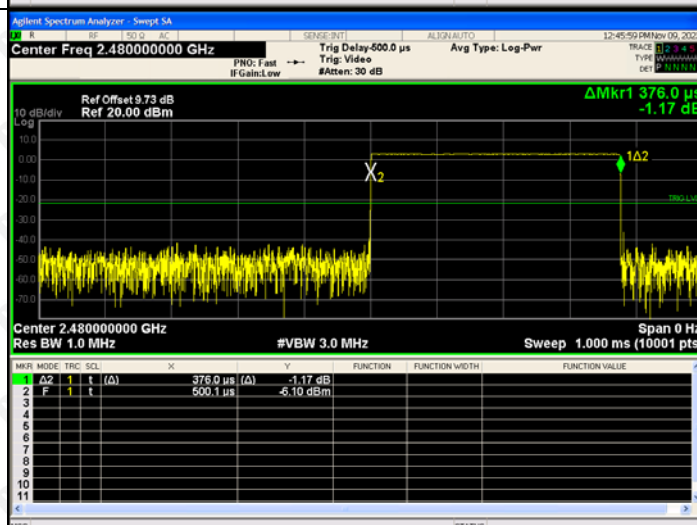 Agilent Spectrum Analyzer - Swept SA
R RF 50 Ω AC SENSE:INT ALIGN AUTO 12:45:59 PM Nov 09, 202
Center Freq 2.480000000 GHz
PNO: Fast
IFGain:Low
Trig Delay-500.0 µs
Trig: Video
#Atten: 30 dB
Avg Type: Log-Pwr
TRACE 1 2 3 4 5
TYPE
DET P N N N N
ΔMkr1 376.0 µs
-1.17 dB
Ref Offset 9.73 dB
10 dB/div Ref 20.00 dBm
Log
10.0
0.00
-10.0
-20.0
-30.0
-40.0
-50.0
-60.0
-70.0
1Δ2
X2
TRIG LVL
Center 2.480000000 GHz Span 0 Hz
Res BW 1.0 MHz #VBW 3.0 MHz Sweep 1.000 ms (10001 pts
MKR MODE TRC SCL X Y FUNCTION FUNCTION WIDTH FUNCTION VALUE
1 Δ2 1 t (Δ) 376.0 µs (Δ) -1.17 dB
2 F 1 t 500.1 µs -6.10 dBm
3
4
5
6
7
8
9
10
11